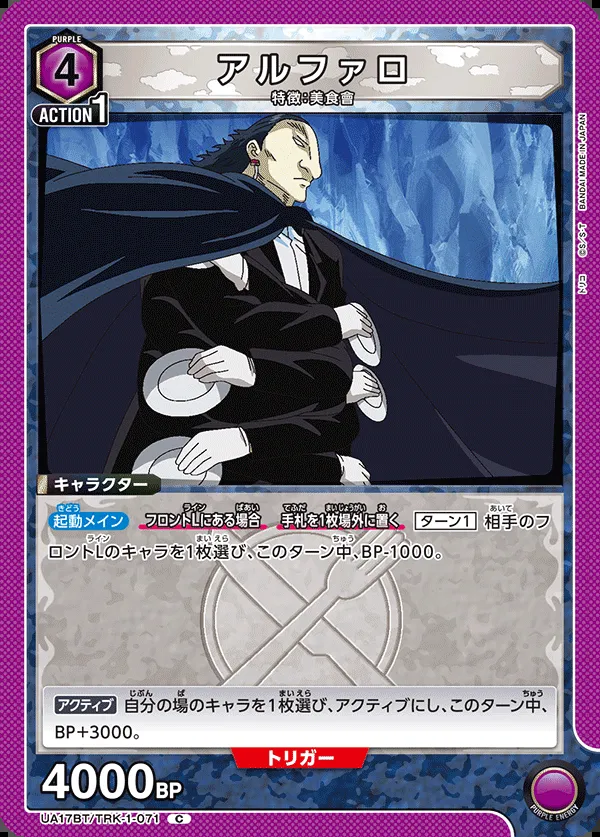 PURPLE
4
ACTION 1
アルファロ
特徴:美食會
トリコ ©S／S・T BANDAI MADE IN JAPAN
キャラクター
起動メイン フロントLにある場合 手札を1枚場外に置く ターン1 相手のフ
ロントLのキャラを1枚選び、このターン中、BP-1000。
アクティブ 自分の場のキャラを1枚選び、アクティブにし、このターン中、
BP+3000。
トリガー
4000BP
UA17BT/TRK-1-071 C
PURPLE ENERGY